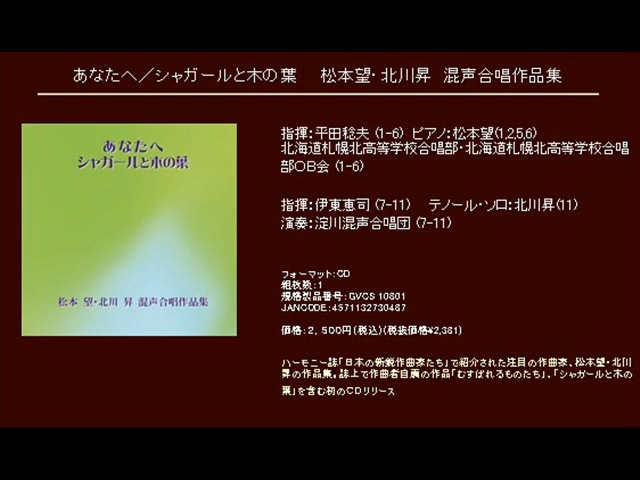 あなたへ／シャガールと木の葉　松本望・北川昇　混声合唱作品集
あなたへ
シャガールと木の葉
松本 望・北川 昇 混声合唱作品集
指揮：平田稔夫 (1-6) ピアノ：松本望(1,2,5,6)
北海道札幌北高等学校合唱部・北海道札幌北高等学校合唱
部OB会 (1-6)
指揮：伊東恵司 (7-11)　テノール・ソロ：北川昇(11)
演奏：淀川混声合唱団 (7-11)
フォーマット：CD
組枚数：1
規格製品番号：GVCS 10801
JANCODE：4571132730487
価格：2，500円（税込）(税抜価格¥2,381)
ハーモニー誌「日本の新鋭作曲家たち」で紹介された注目の作曲家、松本望・北川
昇の作品集。誌上で作曲者自薦の作品「むすばれるものたち」、「シャガールと木の
葉」を含む初のCDリリース